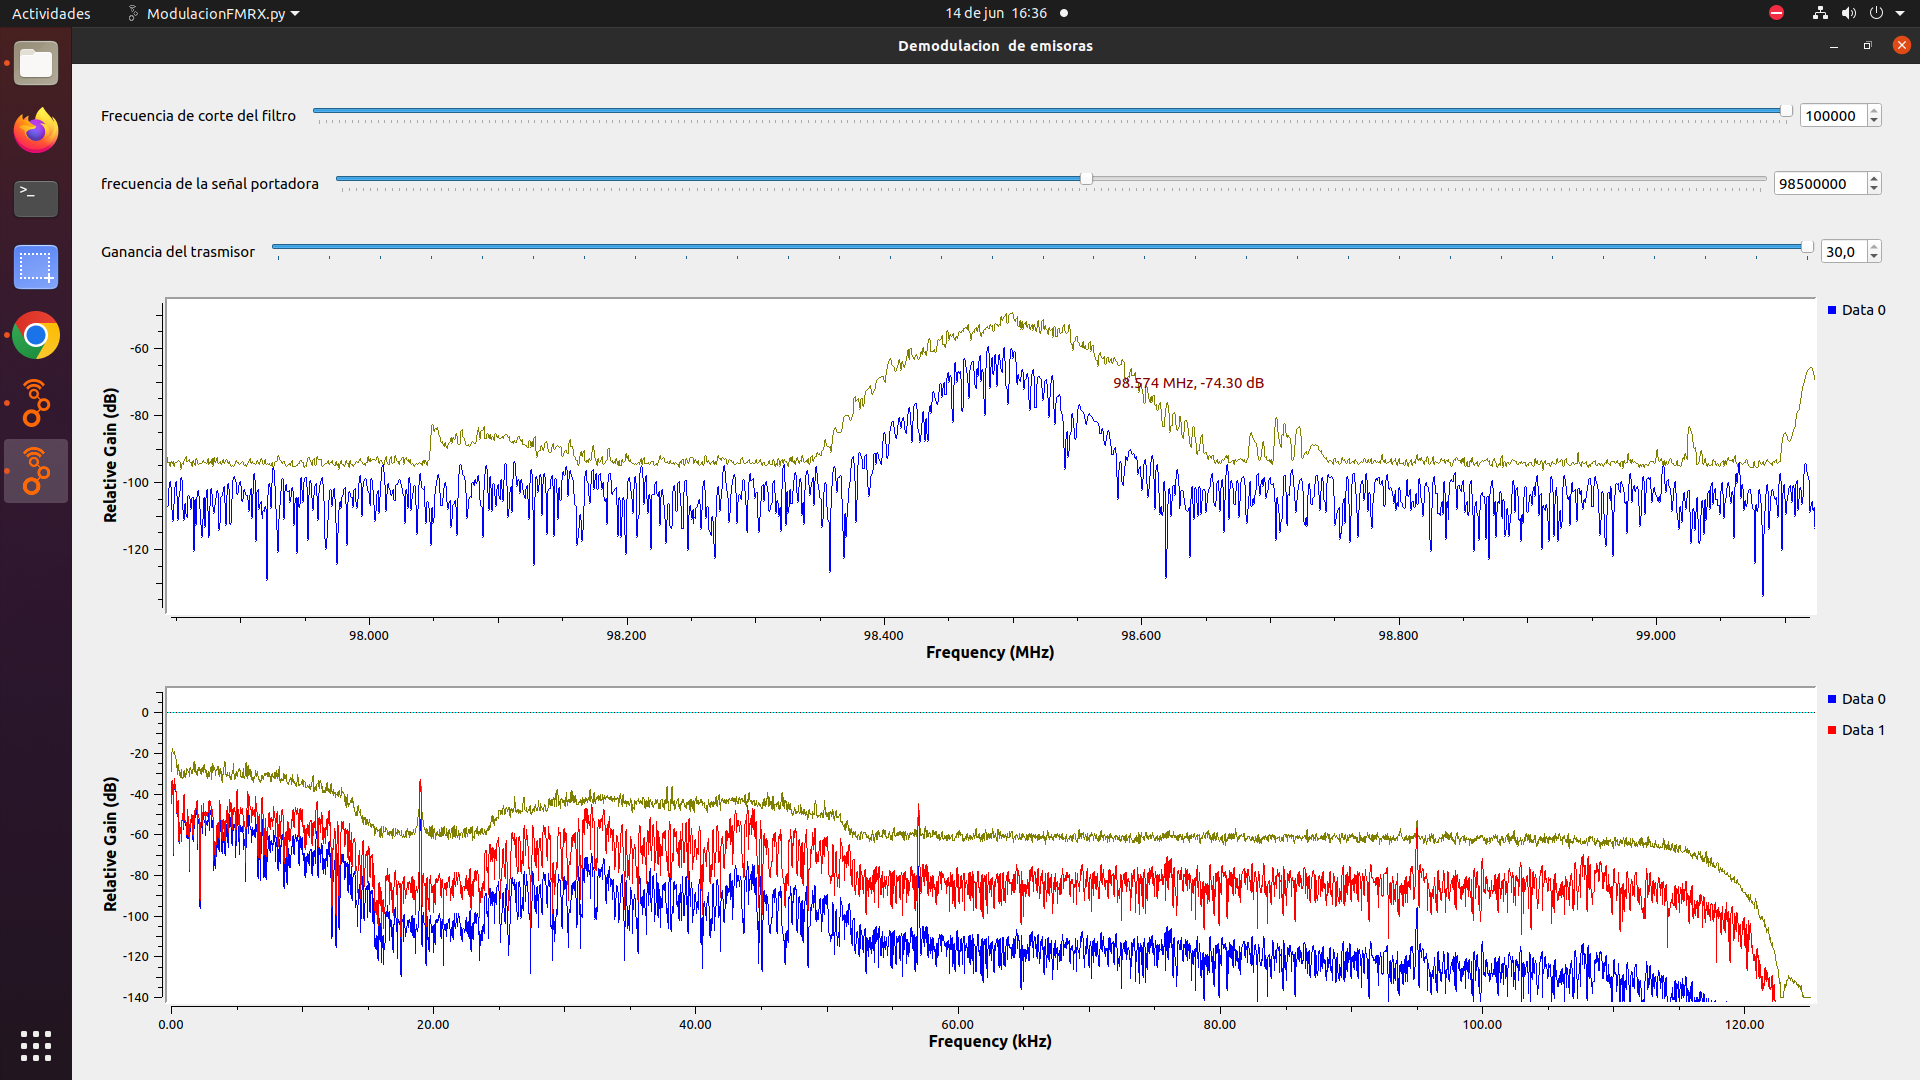 Actividades ModulacionFMRX.py 14 de jun 16:36
Demodulacion de emisoras
Frecuencia de corte del filtro 100000
frecuencia de la señal portadora 98500000
Ganancia del trasmisor 30,0
Data 0
-60
98.574 MHz, -74.30 dB
-80
-100
-120
Relative Gain (dB)
98.000 98.200 98.400 98.600 98.800 99.000
Frequency (MHz)
Data 0
Data 1
0
-20
-40
-60
-80
-100
-120
-140
Relative Gain (dB)
0.00 20.00 40.00 60.00 80.00 100.00 120.00
Frequency (kHz)